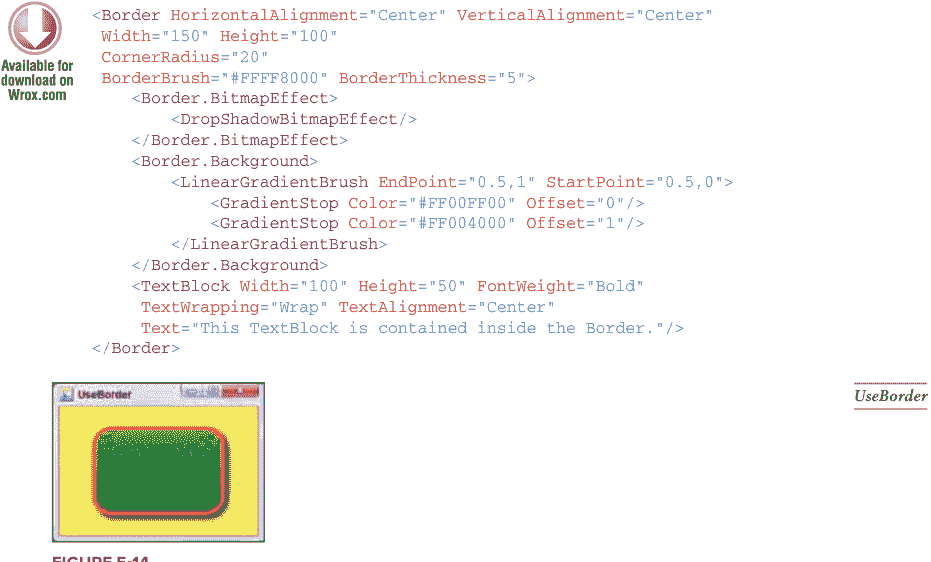 Available for
download on
Wrox.com
<Border HorizontalAlignment="Center" VerticalAlignment="Center"
Width="150" Height="100"
CornerRadius="20"
BorderBrush="#FFFF8000" BorderThickness="5">
<Border.BitmapEffect>
<DropShadowBitmapEffect/>
</Border.BitmapEffect>
<Border.Background>
<LinearGradientBrush EndPoint="0.5,1" StartPoint="0.5,0">
<GradientStop Color="#FF00FF00" Offset="0"/>
<GradientStop Color="#FF004000" Offset="1"/>
</LinearGradientBrush>
</Border.Background>
<TextBlock Width="100" Height="50" FontWeight="Bold"
TextWrapping="Wrap" TextAlignment="Center"
Text="This TextBlock is contained inside the Border."/>
</Border>
UseBorder
UseBorder
FIGURE 5-14